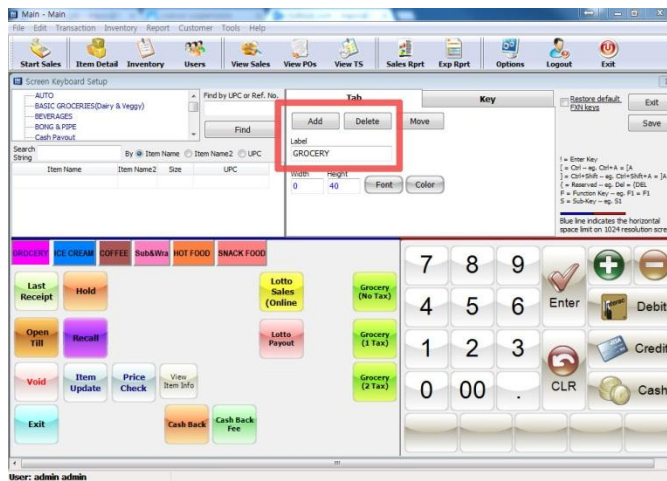 Main - Main
File Edit Transaction Inventory Report Customer Tools Help
Start Sales Item Detail Inventory Users View Sales View POs View TS Sales Rprt Exp Rprt Options Logout Exit
Screen Keyboard Setup
AUTO
BASIC GROCERIES(Dairy & Veggy)
BEVERAGES
BONG & PIPE
Cash Payout
Find by UPC or Ref. No.
Find
Search String
By Item Name Item Name2 UPC
Item Name Item Name2 Size UPC
Tab Key
Add Delete Move
Label
GROCERY
Width Height
0 40 Font Color
Restore default FXN keys
Exit
Save
! = Enter Key
[ = Ctrl -- eg. Ctrl+A = [A
] = Ctrl+Shift -- eg. Ctrl+Shift+A = ]A
{ = Reserved -- eg. Del = {DEL
F = Function Key -- eg. F1 = F1
S = Sub-Key -- eg. S1
Blue line indicates the horizontal
space limit on 1024 resolution scre
GROCERY ICE CREAM COFFEE Sub&Wra HOT FOOD SNACK FOOD
Last Receipt
Hold
Lotto Sales (Online
Grocery (No Tax)
Open Till
Recall
Lotto Payout
Grocery (1 Tax)
Void
Item Update
Price Check
View Item Info
Grocery (2 Tax)
Exit
Cash Back
Cash Back Fee
7 8 9
Enter
4 5 6
Debit
1 2 3
Credit
0 00 .
CLR
Cash
User: admin admin